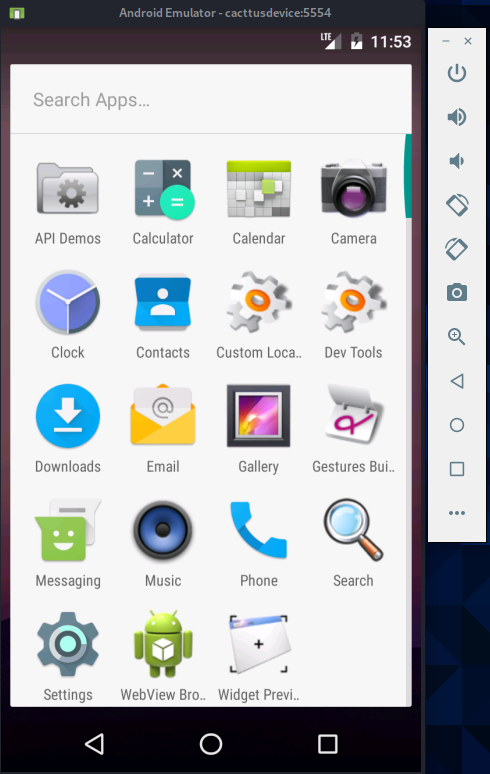 Android Emulator - cacttusdevice:5554
LTE 11:53
Search Apps...
API Demos Calculator Calendar Camera
Clock Contacts Custom Loca.. Dev Tools
Downloads Email Gallery Gestures Bui..
Messaging Music Phone Search
Settings WebView Bro.. Widget Previ..